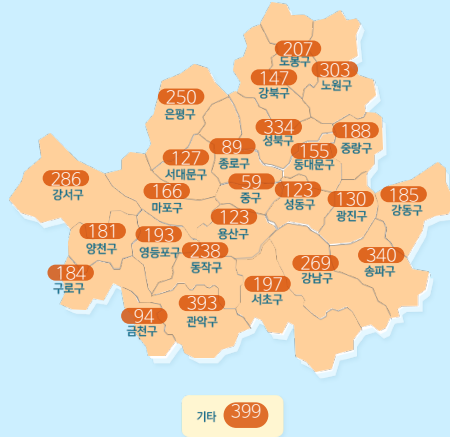 207
도봉구
147
강북구
303
노원구
250
은평구
334
성북구
188
중랑구
89
종로구
155
동대문구
127
서대문구
286
강서구
166
마포구
59
중구
123
성동구
130
광진구
185
강동구
123
용산구
181
양천구
193
영등포구
238
동작구
340
송파구
269
강남구
184
구로구
197
서초구
393
관악구
94
금천구
기타 399